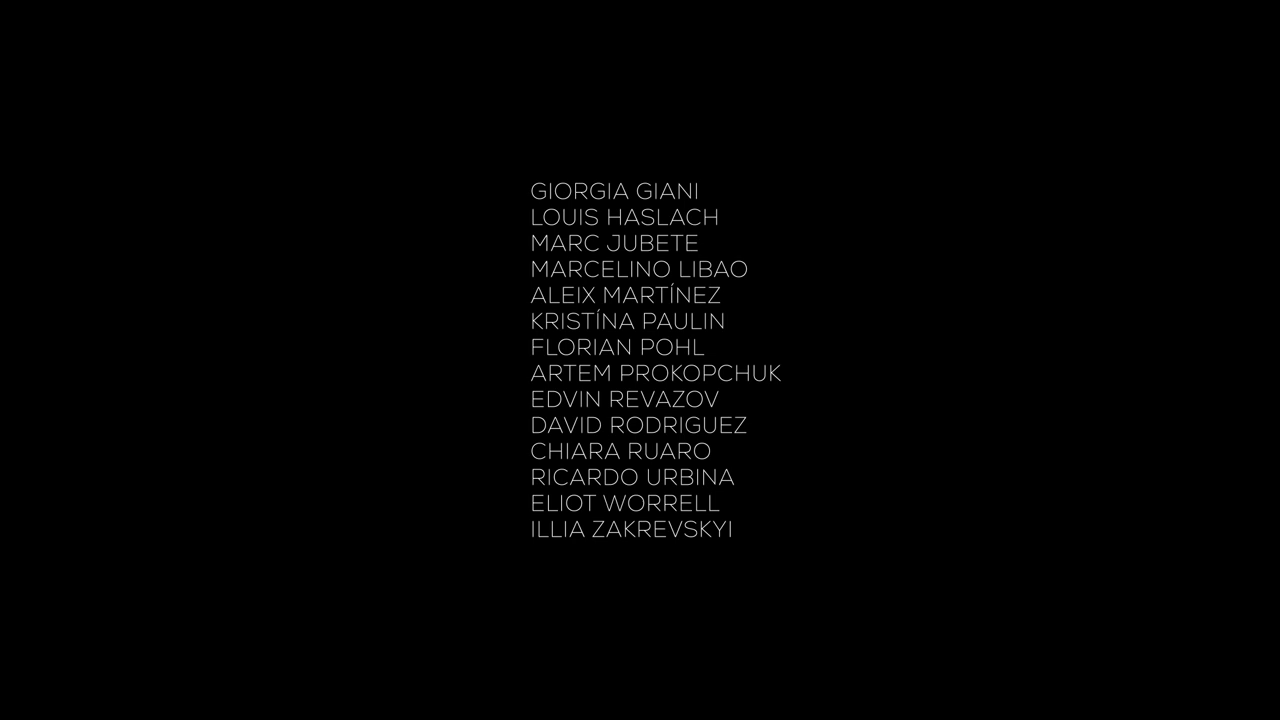 GIORGIA GIANI
LOUIS HASLACH
MARC JUBETE
MARCELINO LIBAO
ALEIX MARTÍNEZ
KRISTÍNA PAULIN
FLORIAN POHL
ARTEM PROKOPCHUK
EDVIN REVAZOV
DAVID RODRIGUEZ
CHIARA RUARO
RICARDO URBINA
ELIOT WORRELL
ILLIA ZAKREVSKYI